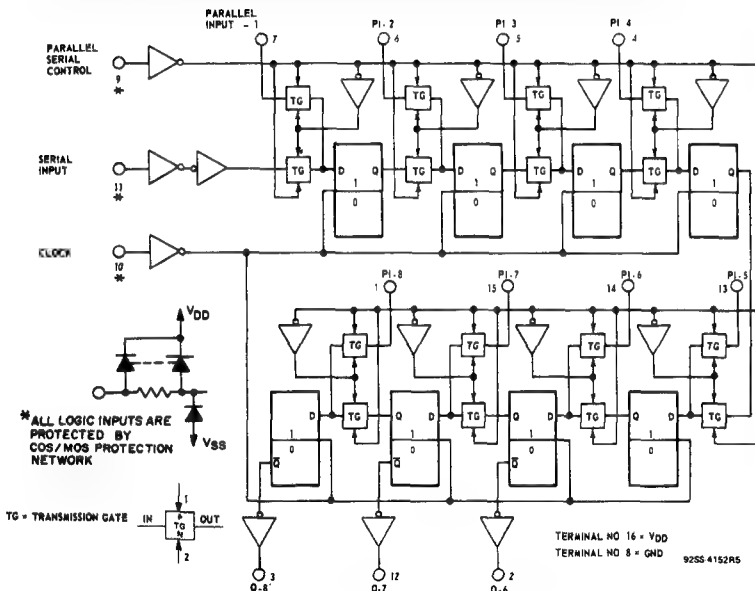 PARALLEL
INPUT - 1
PI-2
PI-3
PI-4
7
6
5
4
PARALLEL
SERIAL
CONTROL
9
*
TG
TG
TG
TG
SERIAL
INPUT
11
*
TG
D
Q
1
0
TG
D
Q
1
0
TG
D
Q
1
0
TG
D
Q
1
0
CLOCK
10
*
PI-8
1
PI-7
15
PI-6
14
PI-5
13
VDD
VSS
TG
TG
TG
TG
D
1
0
Q̅
TG
Q
D
1
0
Q̅
TG
Q
D
1
0
Q̅
TG
Q
D
1
0
TG
*ALL LOGIC INPUTS ARE
PROTECTED BY
COS/MOS PROTECTION
NETWORK
TG = TRANSMISSION GATE
IN
1
P
TG
N
2
OUT
3
Q-8
12
Q-7
2
Q-6
TERMINAL NO 16 = VDD
TERMINAL NO 8 = GND
92SS-4152R5